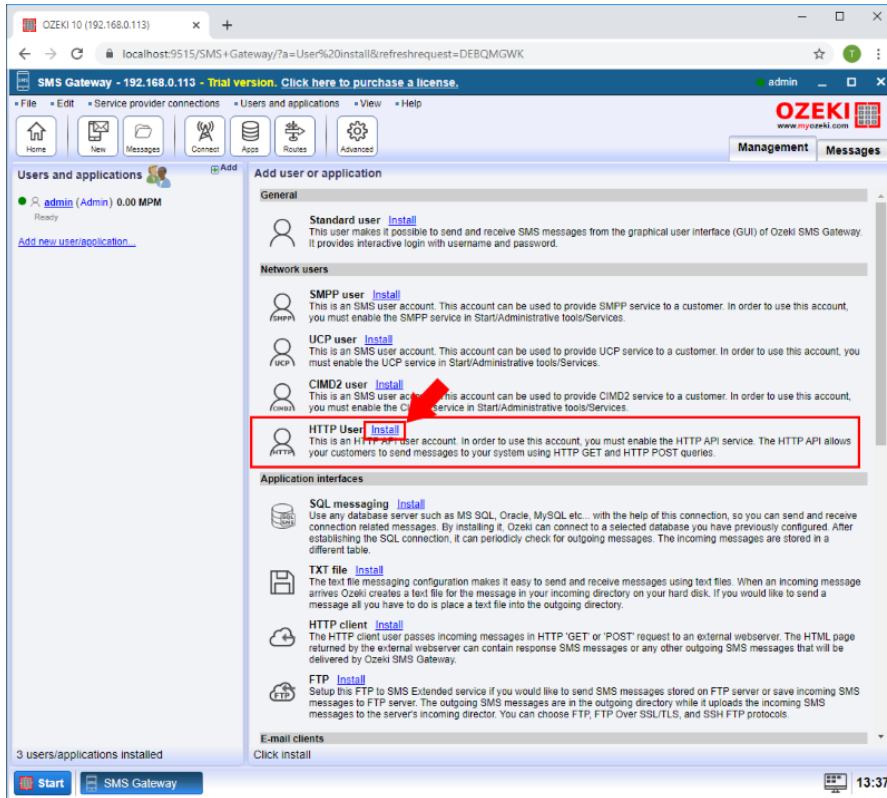 OZEKI 10 (192.168.0.113)
localhost:9515/SMS+Gateway/?a=User%20install&refreshrequest=DEBQMGWK
T
SMS Gateway - 192.168.0.113 - Trial version. Click here to purchase a license.
admin
File Edit Service provider connections Users and applications View Help
OZEKI
www.myozeki.com
Home New Messages Connect Apps Routes Advanced
Management Messages
Users and applications Add
admin (Admin) 0.00 MPM
Ready
Add new user/application...
Add user or application
General
Standard user Install
This user makes it possible to send and receive SMS messages from the graphical user interface (GUI) of Ozeki SMS Gateway.
It provides interactive login with username and password.
Network users
SMPP user Install
SMPP
This is an SMS user account. This account can be used to provide SMPP service to a customer. In order to use this account,
you must enable the SMPP service in Start/Administrative tools/Services.
UCP user Install
UCP
This is an SMS user account. This account can be used to provide UCP service to a customer. In order to use this account, you
must enable the UCP service in Start/Administrative tools/Services.
CIMD2 user Install
CIMD2
This is an SMS user account. This account can be used to provide CIMD2 service to a customer. In order to use this account,
you must enable the service in Start/Administrative tools/Services.
HTTP User Install
HTTP
This is an HTTP API user account. In order to use this account, you must enable the HTTP API service. The HTTP API allows
your customers to send messages to your system using HTTP GET and HTTP POST queries.
Application interfaces
SQL messaging Install
SQL
SMS
Use any database server such as MS SQL, Oracle, MySQL etc... with the help of this connection, so you can send and receive
connection related messages. By installing it, Ozeki can connect to a selected database you have previously configured. After
establishing the SQL connection, it can periodicly check for outgoing messages. The incoming messages are stored in a
different table.
TXT file Install
The text file messaging configuration makes it easy to send and receive messages using text files. When an incoming message
arrives Ozeki creates a text file for the message in your incoming directory on your hard disk. If you would like to send a
message all you have to do is place a text file into the outgoing directory.
HTTP client Install
The HTTP client user passes incoming messages in HTTP 'GET' or 'POST' request to an external webserver. The HTML page
returned by the external webserver can contain response SMS messages or any other outgoing SMS messages that will be
delivered by Ozeki SMS Gateway.
FTP Install
FTP
Setup this FTP to SMS Extended service if you would like to send SMS messages stored on FTP server or save incoming SMS
messages to FTP server. The outgoing SMS messages are in the outgoing directory while it uploads the incoming SMS
messages to the server's incoming director. You can choose FTP, FTP Over SSL/TLS, and SSH FTP protocols.
E-mail clients
3 users/applications installed
Click install
Start SMS Gateway 13:37